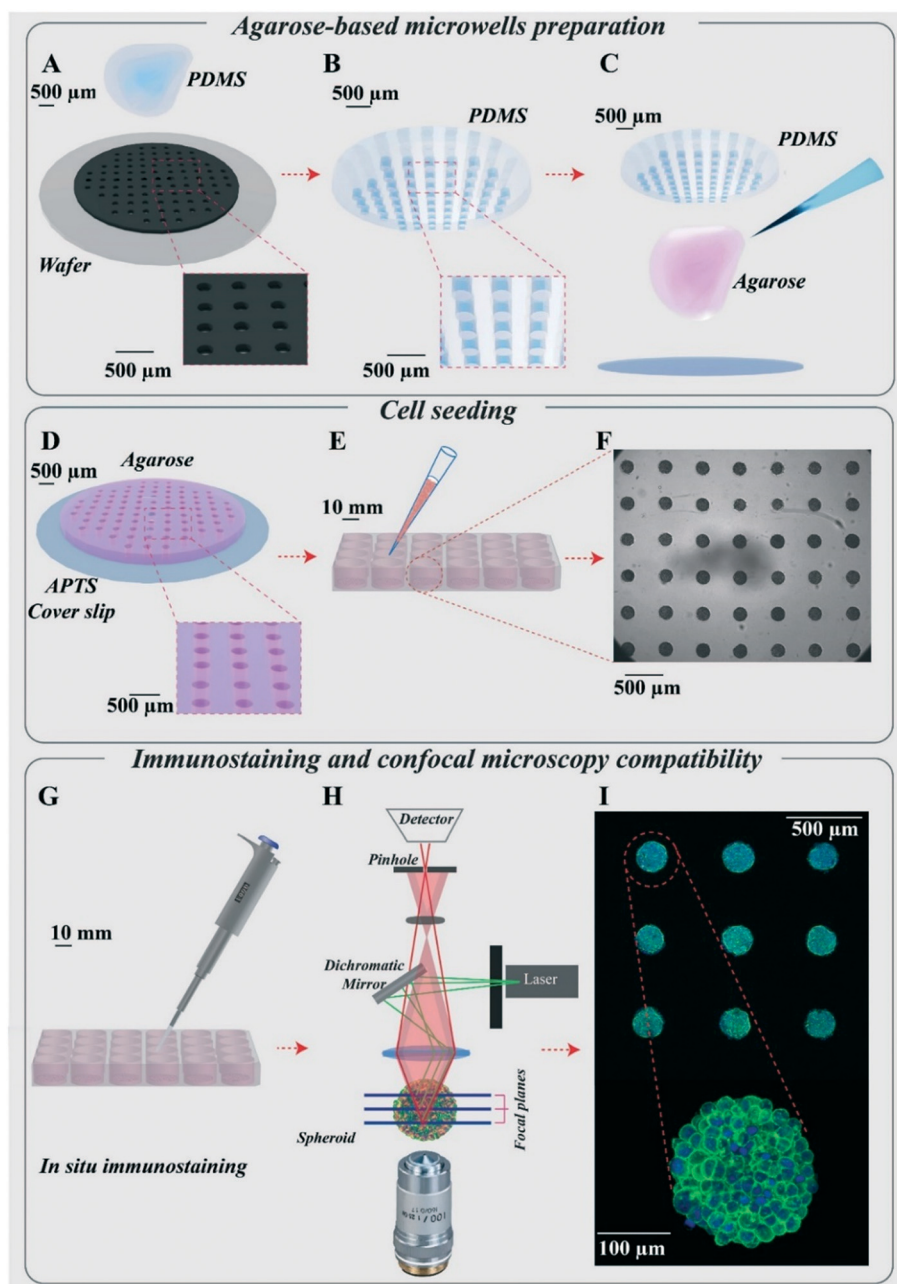 Agarose-based microwells preparation
A
500 µm
PDMS
Wafer
500 µm
B
500 µm
PDMS
500 µm
C
500 µm
PDMS
Agarose
Cell seeding
D
500 µm
Agarose
APTS
Cover slip
500 µm
E
10 mm
F
500 µm
Immunostaining and confocal microscopy compatibility
G
10 mm
In situ immunostaining
H
Detector
Pinhole
Dichromatic
Mirror
Laser
Focal planes
Spheroid
I
500 µm
100 µm